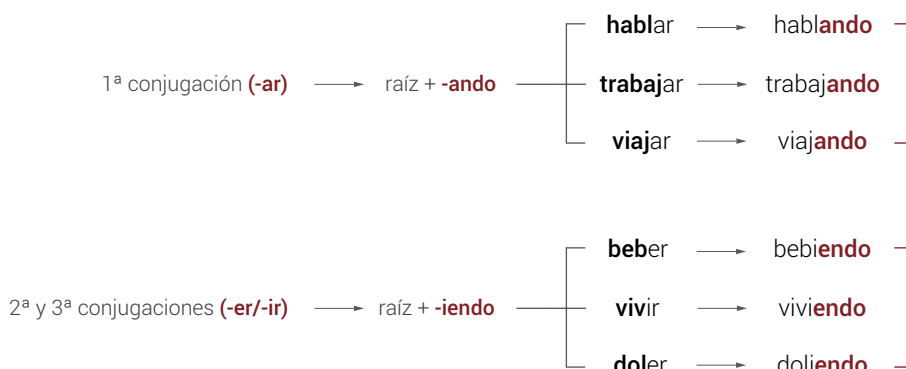 hablar hablando
1ª conjugación (-ar) raíz + -ando trabajar trabajando
viajar viajando
beber bebiendo
2ª y 3ª conjugaciones (-er/-ir) raíz + -iendo vivir viviendo
doler doliendo